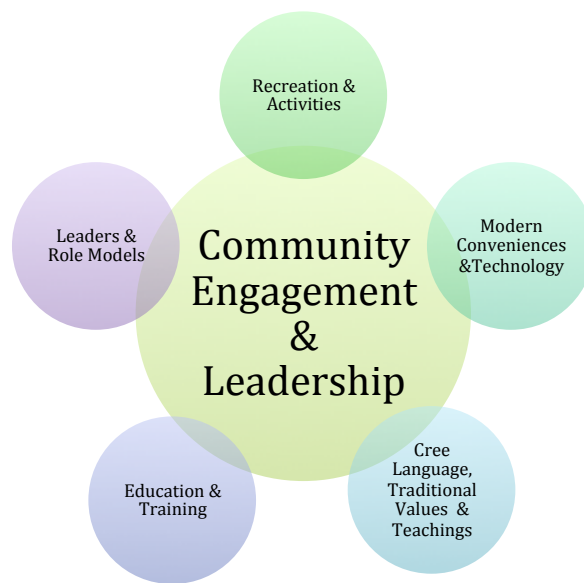 Recreation &
Activities
Leaders &
Role Models
Modern
Conveniences
&Technology
Community
Engagement
&
Leadership
Education &
Training
Cree
Language,
Traditional
Values &
Teachings